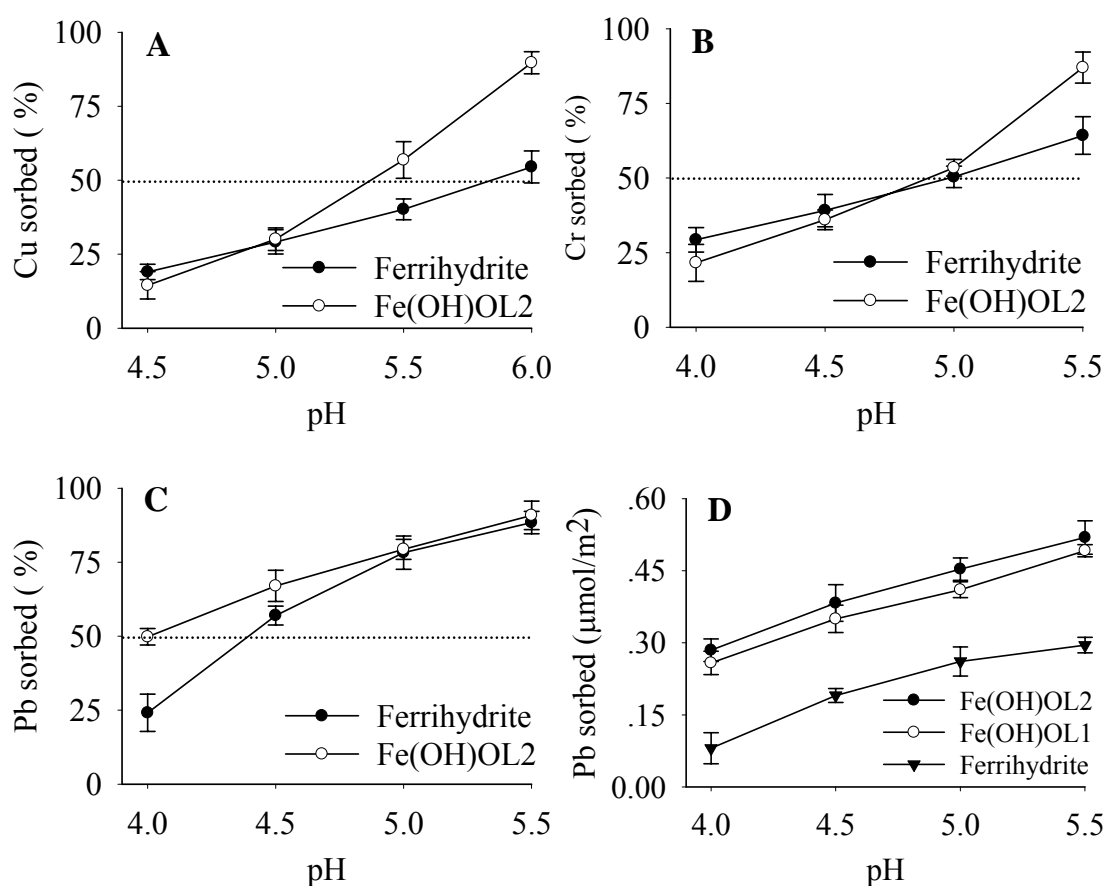 A
Cu sorbed ( %)
100
75
50
25
0
Ferrihydrite
Fe(OH)OL2
4.5 5.0 5.5 6.0
pH
B
Cr sorbed ( %)
100
75
50
25
0
Ferrihydrite
Fe(OH)OL2
4.0 4.5 5.0 5.5
pH
C
Pb sorbed ( %)
100
75
50
25
0
Ferrihydrite
Fe(OH)OL2
4.0 4.5 5.0 5.5
pH
D
Pb sorbed (µmol/m²)
.60
.45
.30
.15
0.00
Fe(OH)OL2
Fe(OH)OL1
Ferrihydrite
4.0 4.5 5.0 5.5
pH